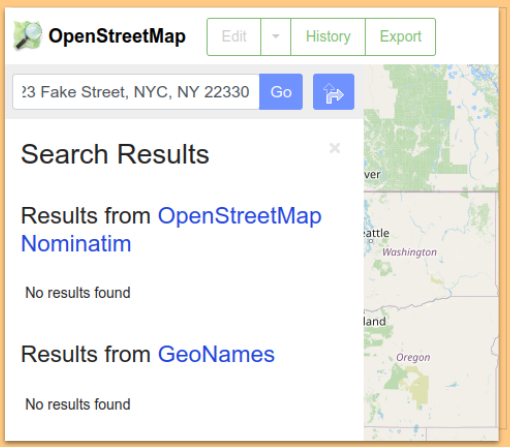 OpenStreetMap
Edit
History
Export
23 Fake Street, NYC, NY 22330
Go
Search Results
×
Results from OpenStreetMap
Nominatim
No results found
Results from GeoNames
No results found
ver
eattle
Washington
land
Oregon